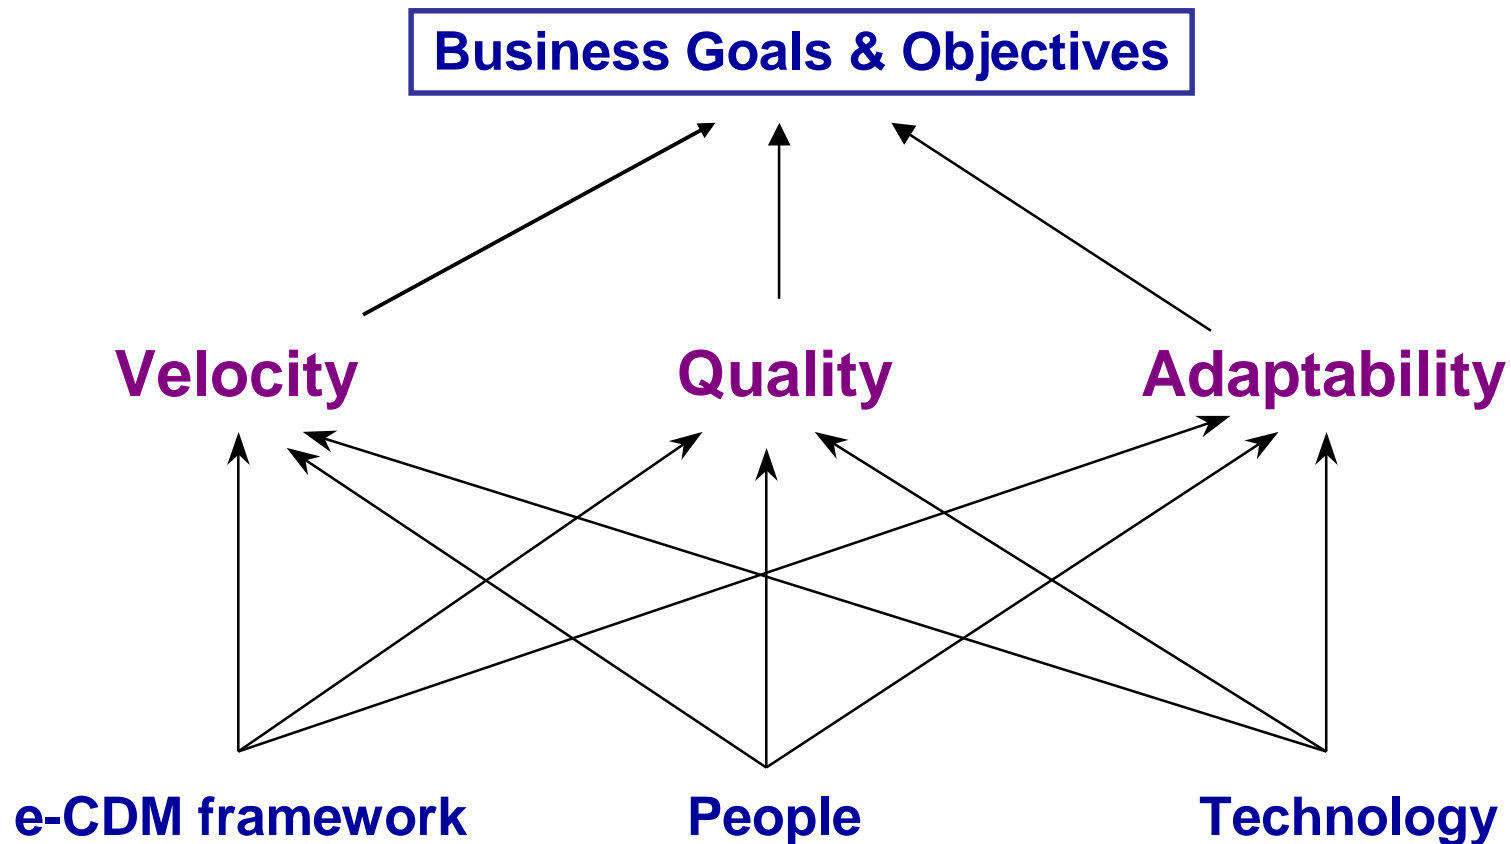 Business Goals & Objectives
Velocity
Quality
Adaptability
e-CDM framework
People
Technology